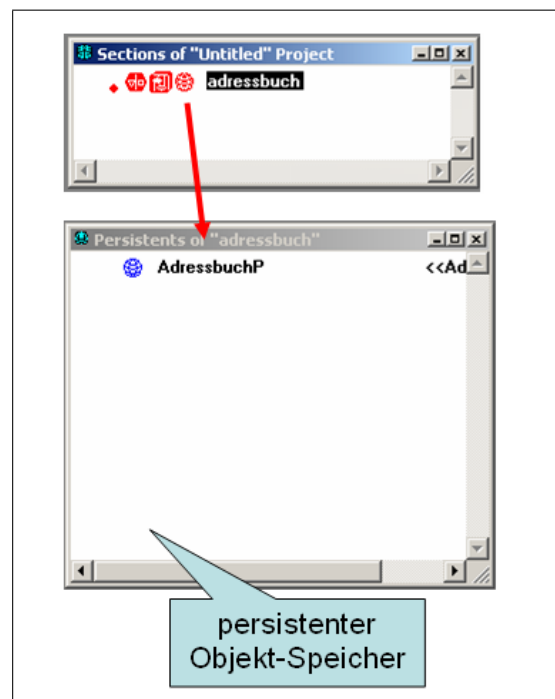 Sections of "Untitled" Project
adressbuch
Persistents of "adressbuch"
AdressbuchP <<Ad
persistenter
Objekt-Speicher